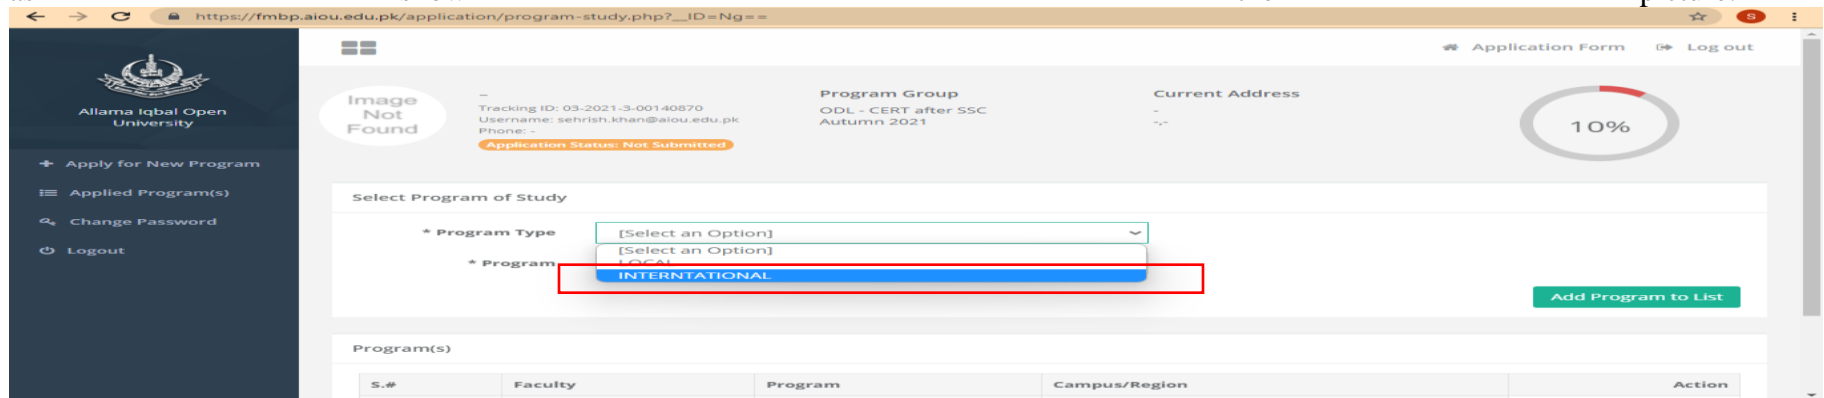 https://fmbp.aiou.edu.pk/application/program-study.php?__ID=Ng==
S
Allama Iqbal Open
University
Apply for New Program
Applied Program(s)
Change Password
Logout
Application Form
Log out
Image
Not
Found
–
Tracking ID: 03-2021-3-00140870
Username: sehrish.khan@aiou.edu.pk
Phone: -
Application Status: Not Submitted
Program Group
ODL - CERT after SSC
Autumn 2021
Current Address
-
-,-
10%
Select Program of Study
* Program Type
[Select an Option]
[Select an Option]
LOCAL
INTERNTATIONAL
* Program
Add Program to List
Program(s)
S.# Faculty Program Campus/Region Action